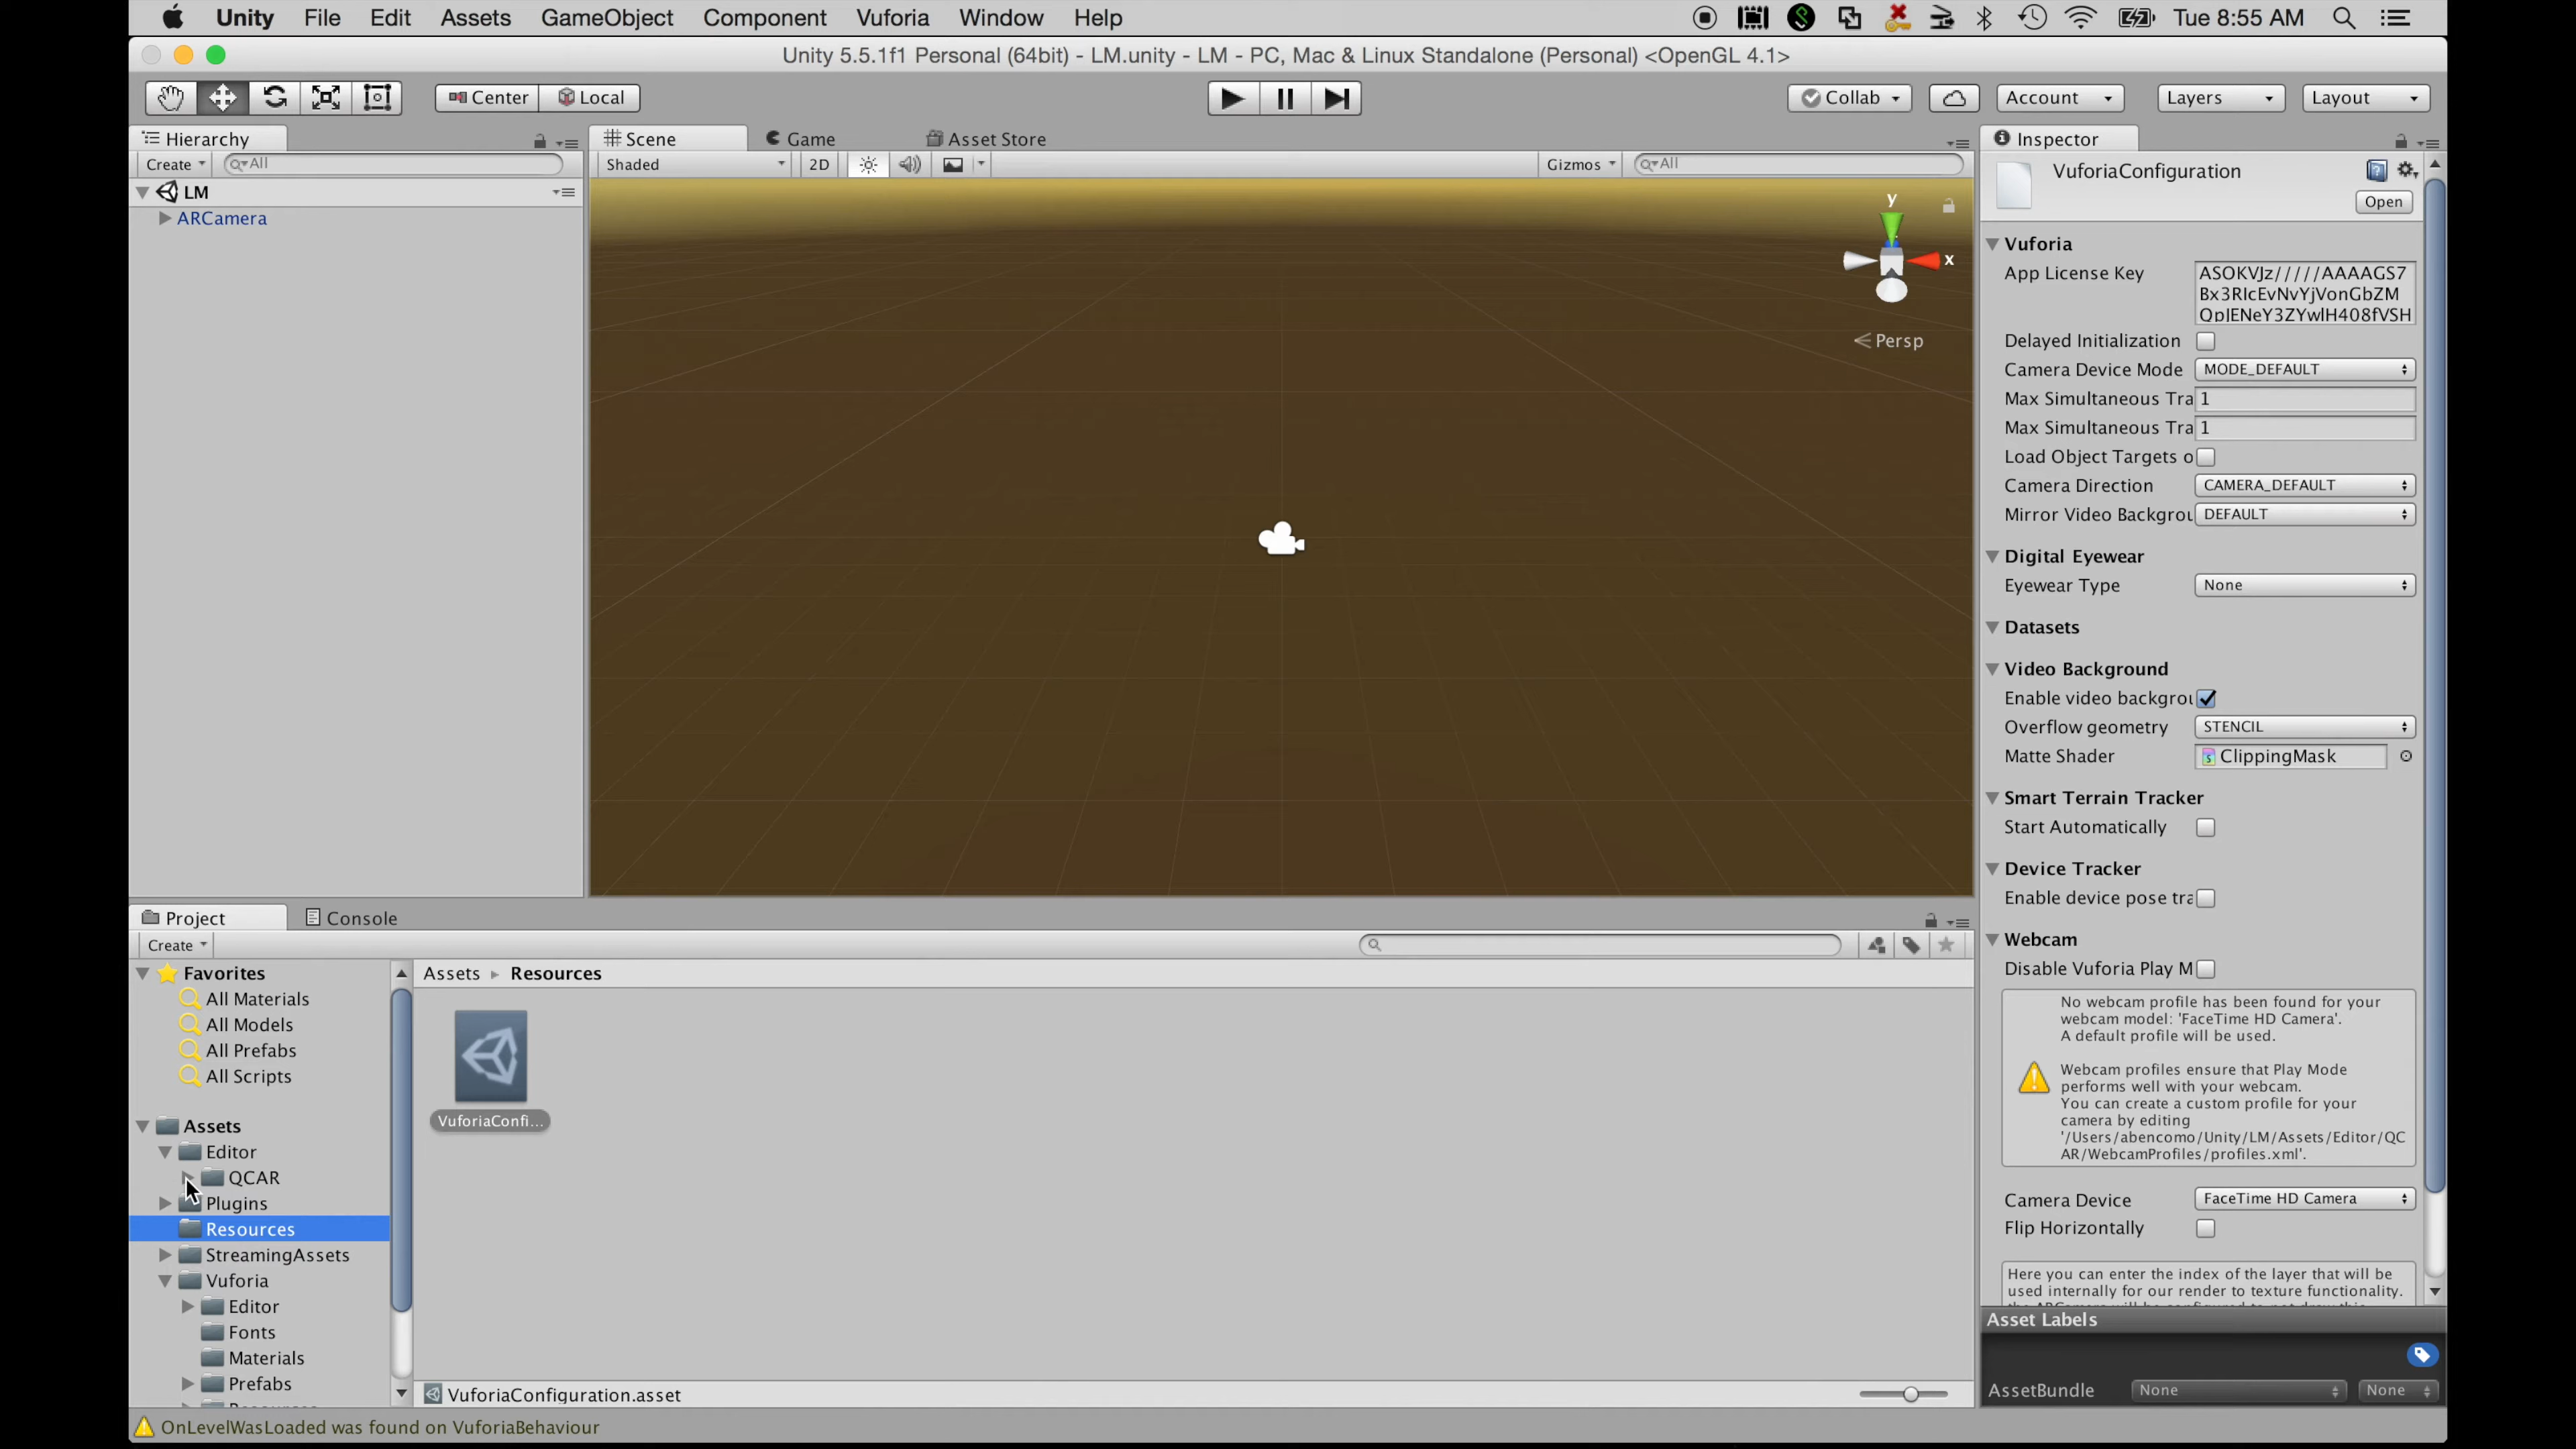 Unity File Edit Assets GameObject Component Vuforia Window Help Tue 8:55 AM
Unity 5.5.1f1 Personal (64bit) - LM.unity - LM - PC, Mac & Linux Standalone (Personal) <OpenGL 4.1>
Center Local Collab Account Layers Layout
Hierarchy
Create All
LM
ARCamera
Scene Game Asset Store
Shaded 2D Gizmos All
y
x
Persp
Inspector
VuforiaConfiguration
Open
Vuforia
App License Key ASOKVJz/////AAAAGS7
Bx3RIcEvNvYjVonGbZM
QpIENeY3ZYwlH408fVSH
Delayed Initialization
Camera Device Mode MODE_DEFAULT
Max Simultaneous Tra 1
Max Simultaneous Tra 1
Load Object Targets o
Camera Direction CAMERA_DEFAULT
Mirror Video Backgrou DEFAULT
Digital Eyewear
Eyewear Type None
Datasets
Video Background
Enable video backgrou
Overflow geometry STENCIL
Matte Shader ClippingMask
Smart Terrain Tracker
Start Automatically
Device Tracker
Enable device pose tra
Webcam
Disable Vuforia Play M
No webcam profile has been found for your
webcam model: 'FaceTime HD Camera'.
A default profile will be used.
Webcam profiles ensure that Play Mode
performs well with your webcam.
You can create a custom profile for your
camera by editing
'/Users/abencomo/Unity/LM/Assets/Editor/QC
AR/WebcamProfiles/profiles.xml'.
Camera Device FaceTime HD Camera
Flip Horizontally
Here you can enter the index of the layer that will be
used internally for our render to texture functionality.
Asset Labels
AssetBundle None None
Project Console
Create
Favorites
All Materials
All Models
All Prefabs
All Scripts
Assets
Editor
QCAR
Plugins
Resources
StreamingAssets
Vuforia
Editor
Fonts
Materials
Prefabs
Assets Resources
VuforiaConfi...
VuforiaConfiguration.asset
OnLevelWasLoaded was found on VuforiaBehaviour